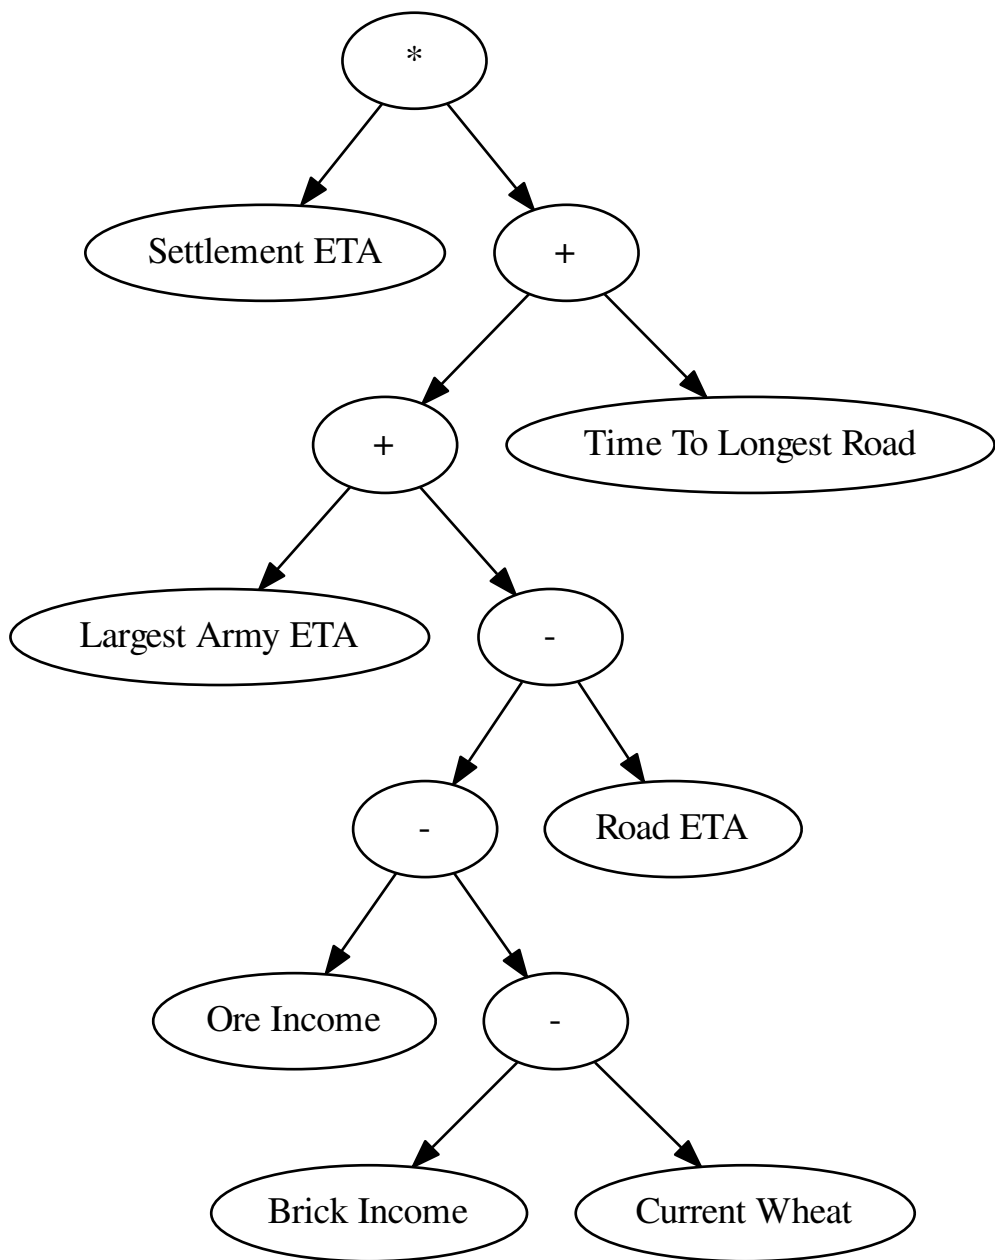 *
Settlement ETA
+
+
Time To Longest Road
Largest Army ETA
-
-
Road ETA
Ore Income
-
Brick Income
Current Wheat